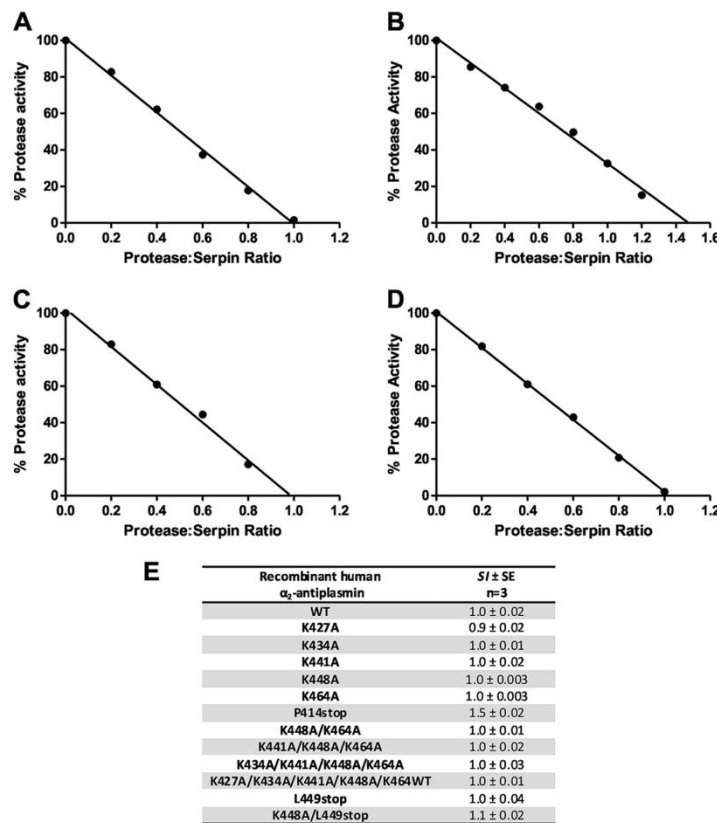 A
% Protease activity
100
80
60
40
20
0
0.0 0.2 0.4 0.6 0.8 1.0 1.2
Protease:Serpin Ratio
B
% Protease Activity
100
80
60
40
20
0
0.0 0.2 0.4 0.6 0.8 1.0 1.2 1.4 1.6
Protease:Serpin Ratio
C
% Protease activity
100
80
60
40
20
0
0.0 0.2 0.4 0.6 0.8 1.0 1.2
Protease:Serpin Ratio
D
% Protease Activity
100
80
60
40
20
0
0.0 0.2 0.4 0.6 0.8 1.0 1.2
Protease:Serpin Ratio
E
Recombinant human SI ± SE
α₂-antiplasmin n=3
WT 1.0 ± 0.02
K427A 0.9 ± 0.02
K434A 1.0 ± 0.01
K441A 1.0 ± 0.02
K448A 1.0 ± 0.003
K464A 1.0 ± 0.003
P414stop 1.5 ± 0.02
K448A/K464A 1.0 ± 0.01
K441A/K448A/K464A 1.0 ± 0.02
K434A/K441A/K448A/K464A 1.0 ± 0.03
K427A/K434A/K441A/K448A/K464WT 1.0 ± 0.01
L449stop 1.0 ± 0.04
K448A/L449stop 1.1 ± 0.02